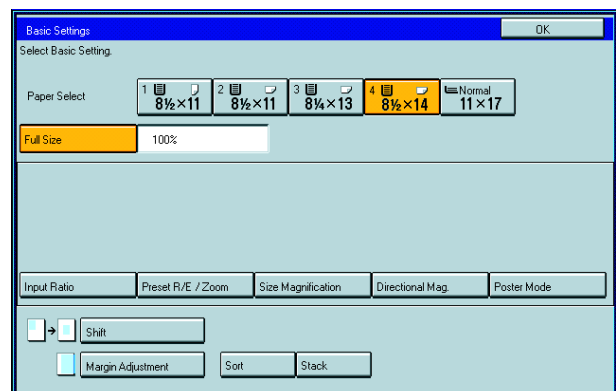 Basic Settings OK
Select Basic Setting.
Paper Select 1 8½×11 2 8½×11 3 8¼×13 4 8½×14 Normal 11×17
Full Size 100%
Input Ratio Preset R/E / Zoom Size Magnification Directional Mag. Poster Mode
Shift
Margin Adjustment Sort Stack